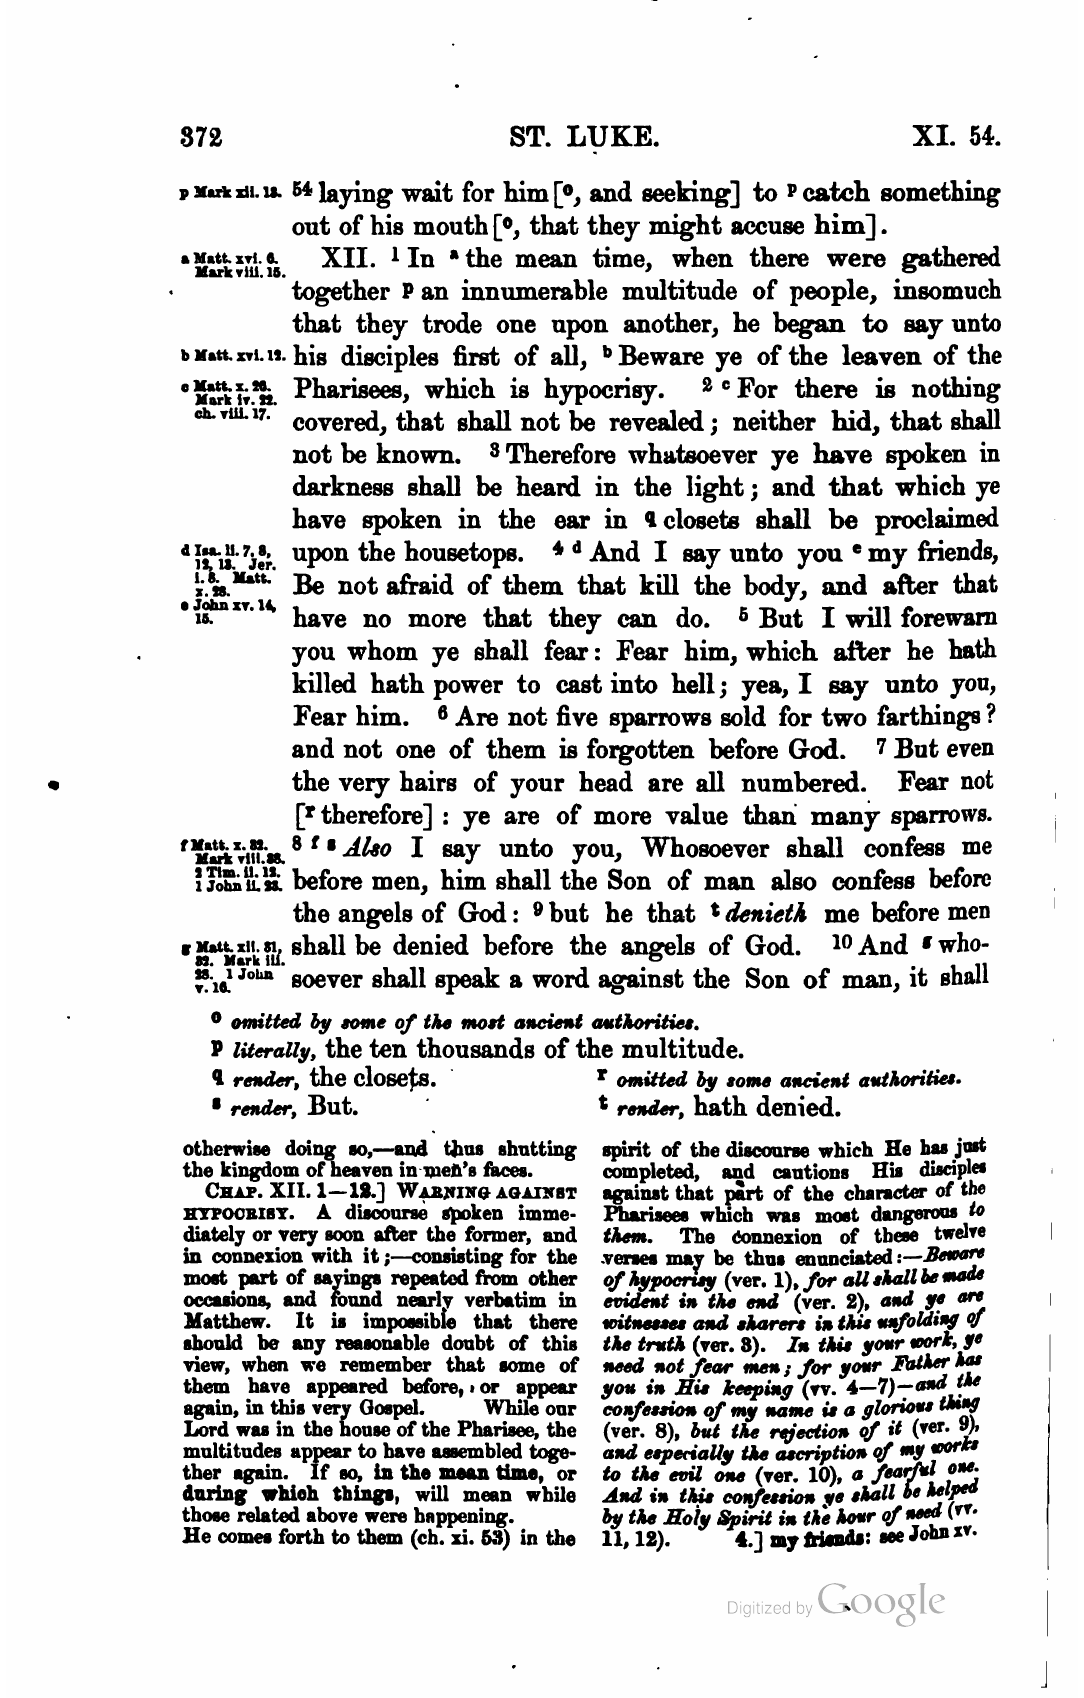 372 ST. LUKE. XI. 54.
p Mark xii. 13. 54 laying wait for him [o, and seeking] to p catch something
out of his mouth [o, that they might accuse him].
a Matt. xvi. 6. XII. 1 In a the mean time, when there were gathered
Mark viii. 15.
together p an innumerable multitude of people, insomuch
that they trode one upon another, he began to say unto
b Matt. xvi. 12. his disciples first of all, b Beware ye of the leaven of the
c Matt. x. 26. Pharisees, which is hypocrisy. 2 c For there is nothing
Mark iv. 22.
ch. viii. 17.
covered, that shall not be revealed; neither hid, that shall
not be known. 3 Therefore whatsoever ye have spoken in
darkness shall be heard in the light; and that which ye
have spoken in the ear in q closets shall be proclaimed
d Isa. li. 7, 8, upon the housetops. 4 d And I say unto you e my friends,
12, 13. Jer.
i. 8. Matt. Be not afraid of them that kill the body, and after that
x. 28.
e John xv. 14, have no more that they can do. 5 But I will forewarn
15.
you whom ye shall fear: Fear him, which after he hath
killed hath power to cast into hell; yea, I say unto you,
Fear him. 6 Are not five sparrows sold for two farthings?
and not one of them is forgotten before God. 7 But even
the very hairs of your head are all numbered. Fear not
[r therefore]: ye are of more value than many sparrows.
f Matt. x. 32. 8 f s Also I say unto you, Whosoever shall confess me
Mark viii. 38.
2 Tim. ii. 12.
1 John ii. 23. before men, him shall the Son of man also confess before
the angels of God: 9 but he that t denieth me before men
g Matt. xii. 31, shall be denied before the angels of God. 10 And g who-
32. Mark iii.
28. 1 John soever shall speak a word against the Son of man, it shall
v. 16.
o omitted by some of the most ancient authorities.
p literally, the ten thousands of the multitude.
q render, the closets. r omitted by some ancient authorities.
s render, But. t render, hath denied.
otherwise doing so,—and thus shutting
the kingdom of heaven in men's faces.
CHAP. XII. 1—12.] WARNING AGAINST
HYPOCRISY. A discourse spoken imme-
diately or very soon after the former, and
in connexion with it;—consisting for the
most part of sayings repeated from other
occasions, and found nearly verbatim in
Matthew. It is impossible that there
should be any reasonable doubt of this
view, when we remember that some of
them have appeared before, or appear
again, in this very Gospel. While our
Lord was in the house of the Pharisee, the
multitudes appear to have assembled toge-
ther again. If so, in the mean time, or
during which things, will mean while
those related above were happening.
He comes forth to them (ch. xi. 53) in the
spirit of the discourse which He has just
completed, and cautions His disciples
against that part of the character of the
Pharisees which was most dangerous to
them. The connexion of these twelve
verses may be thus enunciated:—Beware
of hypocrisy (ver. 1), for all shall be made
evident in the end (ver. 2), and ye are
witnesses and sharers in this unfolding of
the truth (ver. 3). In this your work, ye
need not fear men; for your Father has
you in His keeping (vv. 4—7)—and the
confession of my name is a glorious thing
(ver. 8), but the rejection of it (ver. 9),
and especially the ascription of my works
to the evil one (ver. 10), a fearful one.
And in this confession ye shall be helped
by the Holy Spirit in the hour of need (vv.
11, 12). 4.] my friends: see John xv.
Digitized by Google